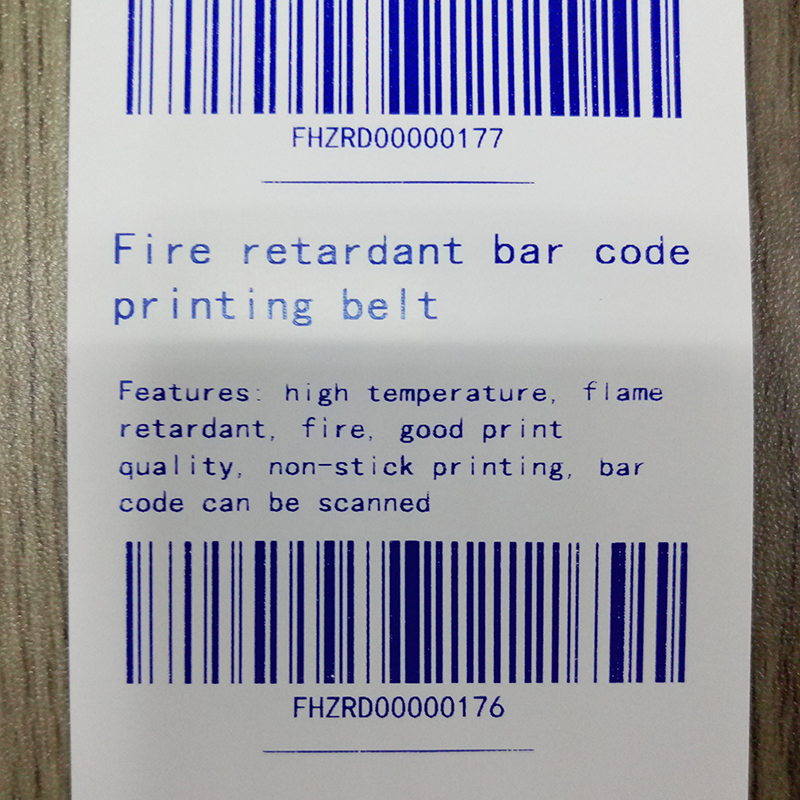 FHZRD00000177
Fire retardant bar code
printing belt
Features: high temperature, flame
retardant, fire, good print
quality, non-stick printing, bar
code can be scanned
FHZRD00000176